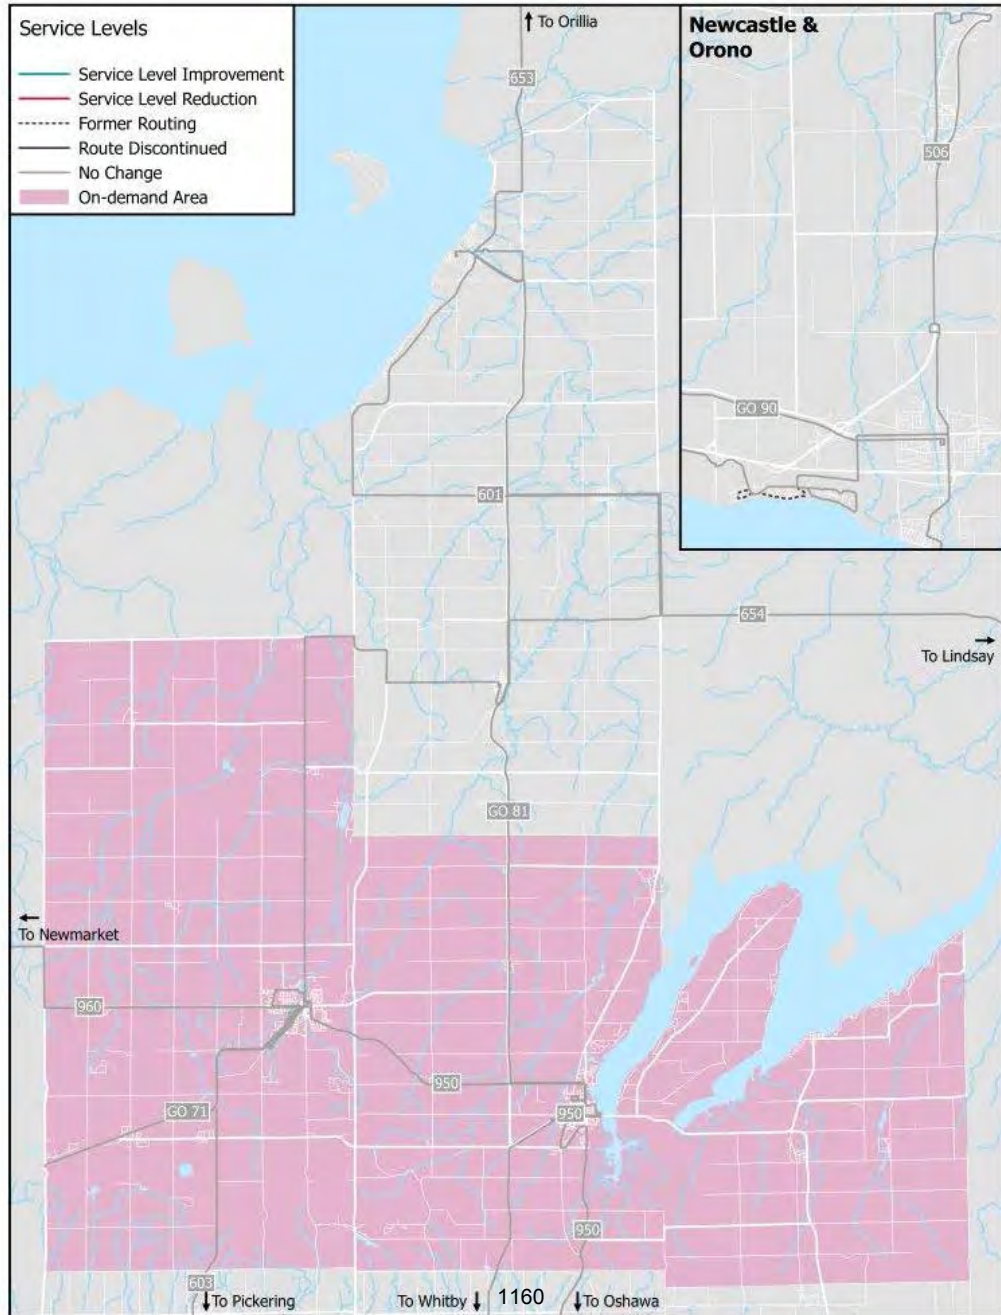 Service Levels
Service Level Improvement
Service Level Reduction
Former Routing
Route Discontinued
No Change
On-demand Area
To Orillia
653
Newcastle &
Orono
506
GO 90
601
654
To Lindsay
GO 81
To Newmarket
960
950
GO 71
950
950
603
To Pickering
To Whitby
1160
To Oshawa